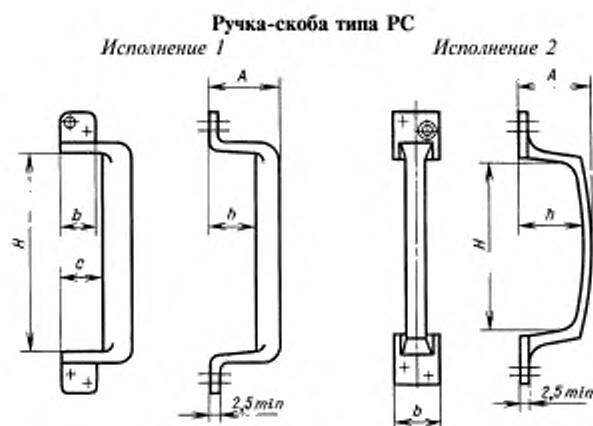 Ручка-скоба типа РС
Исполнение 1
Исполнение 2
A
A
H
b
c
h
2,5 min
H
h
b
2,5 min